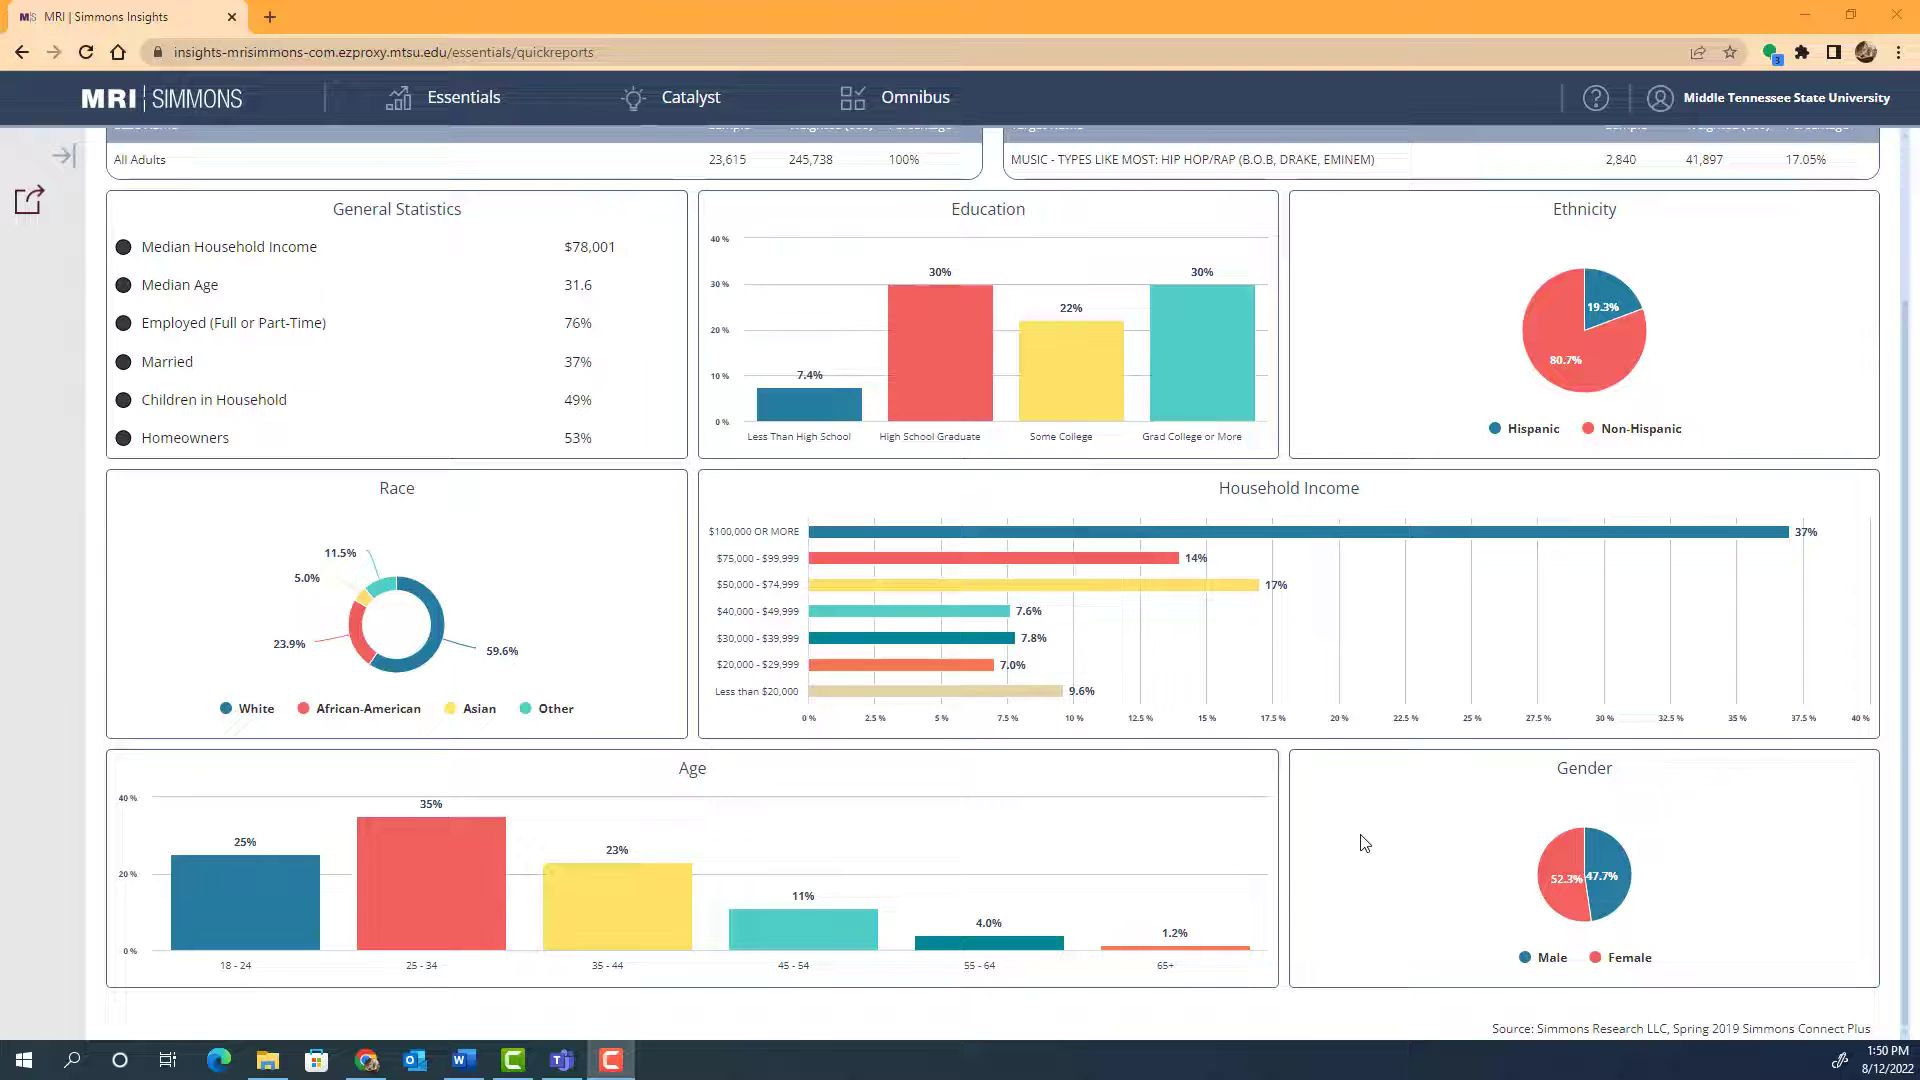 MRI | Simmons Insights
insights-mrisimmons-com.ezproxy.mtsu.edu/essentials/quickreports
3
MRI | SIMMONS
Essentials
Catalyst
Omnibus
?
Middle Tennessee State University
All Adults 23,615 245,738 100%
MUSIC - TYPES LIKE MOST: HIP HOP/RAP (B.O.B, DRAKE, EMINEM) 2,840 41,897 17.05%
General Statistics
Median Household Income $78,001
Median Age 31.6
Employed (Full or Part-Time) 76%
Married 37%
Children in Household 49%
Homeowners 53%
Education
40 %
30 %
20 %
10 %
0 %
7.4%
30%
22%
30%
Less Than High School High School Graduate Some College Grad College or More
Ethnicity
19.3%
80.7%
Hispanic Non-Hispanic
Race
11.5%
5.0%
23.9%
59.6%
White African-American Asian Other
Household Income
$100,000 OR MORE 37%
$75,000 - $99,999 14%
$50,000 - $74,999 17%
$40,000 - $49,999 7.6%
$30,000 - $39,999 7.8%
$20,000 - $29,999 7.0%
Less than $20,000 9.6%
0 % 2.5 % 5 % 7.5 % 10 % 12.5 % 15 % 17.5 % 20 % 22.5 % 25 % 27.5 % 30 % 32.5 % 35 % 37.5 % 40 %
Age
40 %
20 %
0 %
25%
35%
23%
11%
4.0%
1.2%
18 - 24 25 - 34 35 - 44 45 - 54 55 - 64 65+
Gender
52.3% 47.7%
Male Female
Source: Simmons Research LLC, Spring 2019 Simmons Connect Plus
1:50 PM
8/12/2022